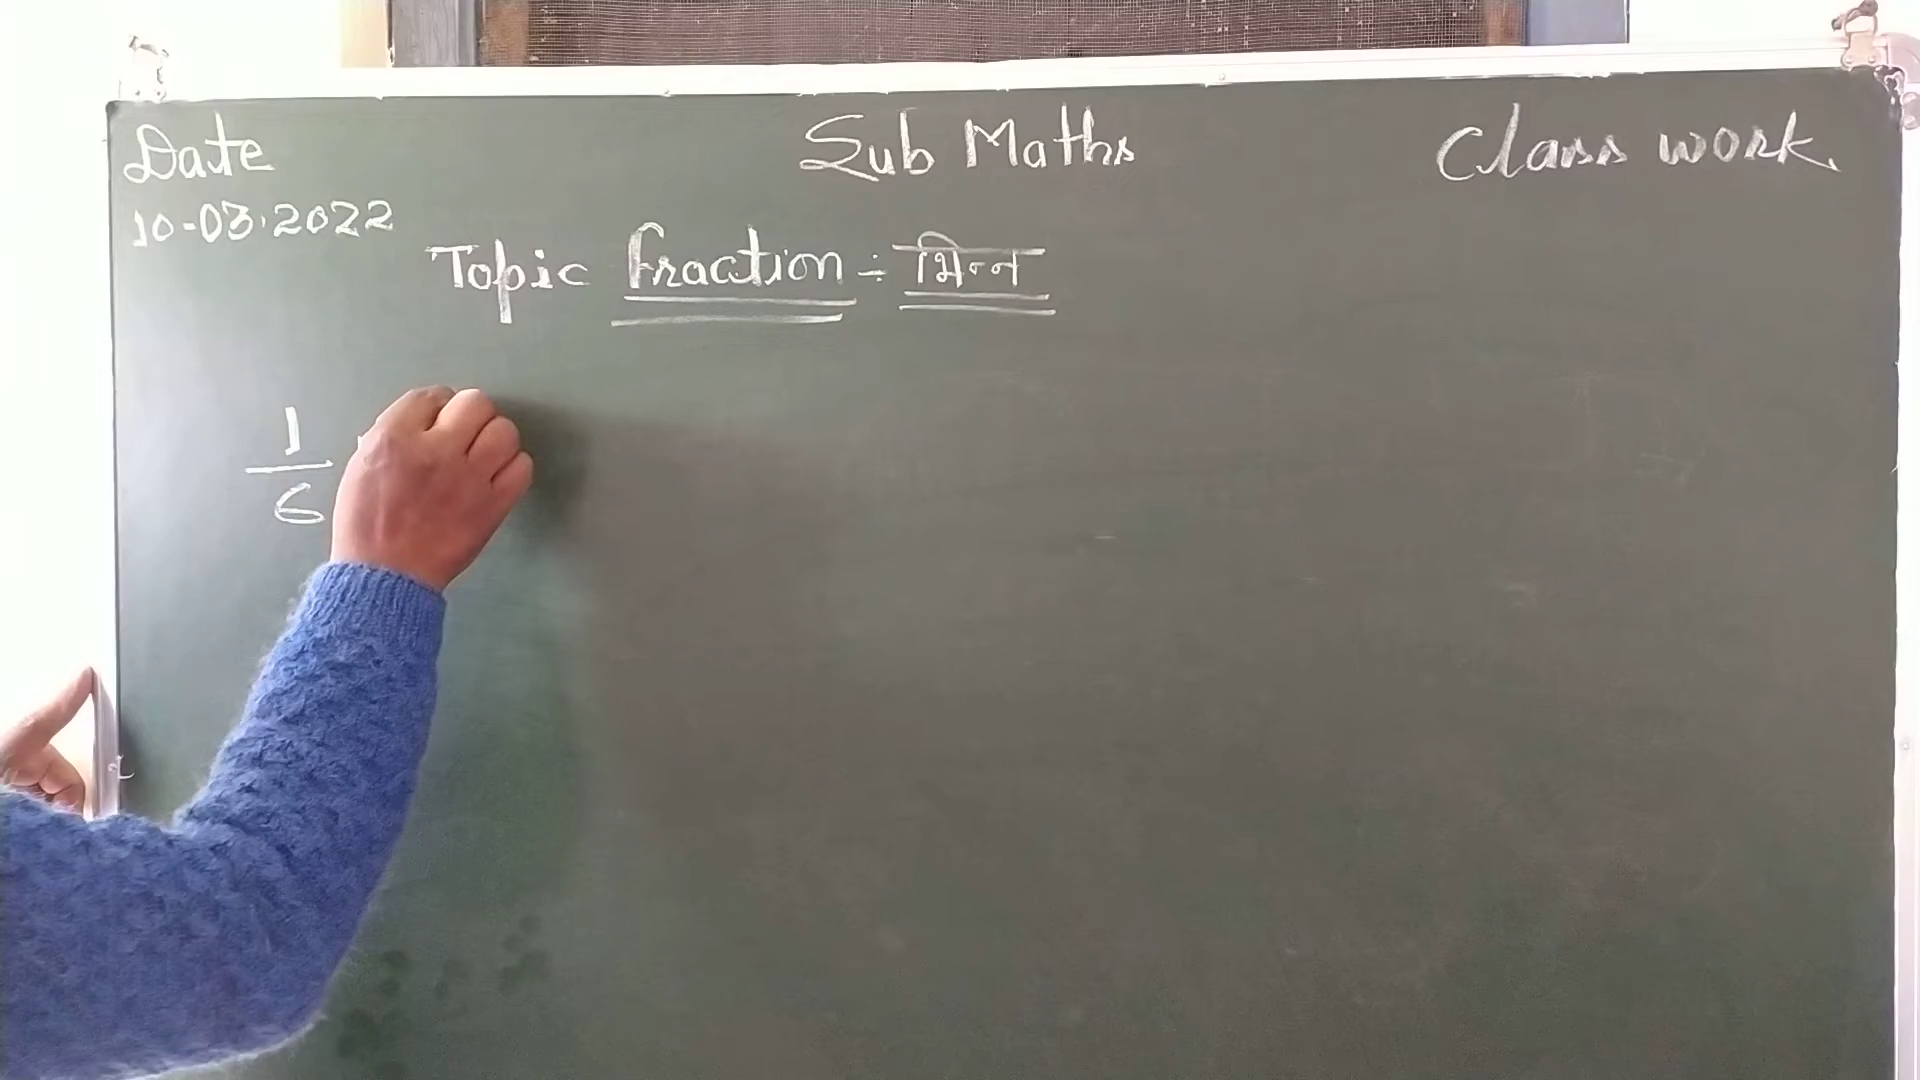 Date
Sub Maths
Class work
10-03.2022
Topic Fraction ÷ भिन्न
1
6